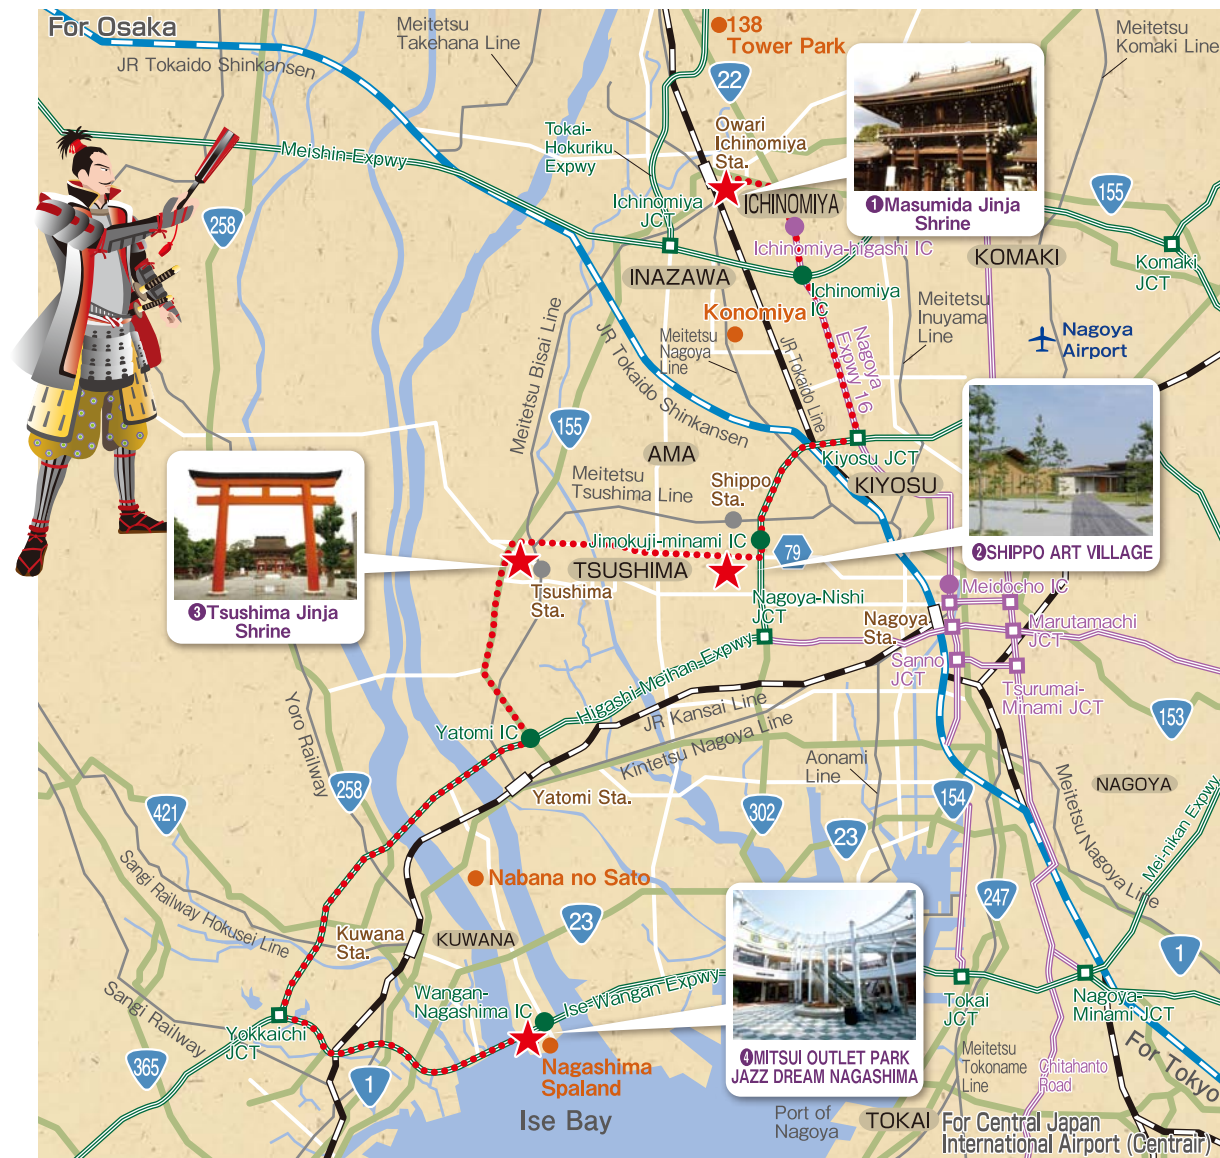 For Osaka
JR Tokaido Shinkansen
Meitetsu
Takehana Line
138
Tower Park
Meitetsu
Komaki Line
22
Owari
Ichinomiya
Sta.
Tokai-
Hokuriku
Expwy
Meishin Expwy
258
Ichinomiya
JCT
ICHINOMIYA
❶Masumida Jinja
Shrine
155
Ichinomiya-higashi IC
KOMAKI
Komaki
JCT
INAZAWA
Ichinomiya
IC
Meitetsu
Inuyama
Line
Konomiya
Meitetsu
Nagoya
Line
JR Tokaido Line
Nagoya
Expwy 16
Nagoya
Airport
Meitetsu Bisai Line
JR Tokaido Shinkansen
155
AMA
Kiyosu JCT
KIYOSU
Meitetsu
Tsushima Line
Shippo
Sta.
Jimokuji-minami IC
79
❷SHIPPO ART VILLAGE
TSUSHIMA
Tsushima
Sta.
❸Tsushima Jinja
Shrine
Nagoya-Nishi
JCT
Meidocho IC
Nagoya
Sta.
Marutamachi
JCT
Sanno
JCT
Tsurumai-
Minami JCT
Higashi-Meihan Expwy
JR Kansai Line
Kintetsu Nagoya Line
153
Yoro Railway
Yatomi IC
Yatomi Sta.
Aonami
Line
258
421
302
23
154
NAGOYA
Meitetsu Nagoya Line
Mei-nikan Expwy
Sangi Railway Hokusei Line
Nabana no Sato
23
247
Kuwana
Sta.
KUWANA
1
Sangi Railway
Wangan-
Nagashima IC
Ise-Wangan Expwy
Yokkaichi
JCT
Tokai
JCT
Nagoya-
Minami JCT
365
1
Nagashima
Spaland
❹MITSUI OUTLET PARK
JAZZ DREAM NAGASHIMA
Meitetsu
Tokoname
Line
Chitahanto
Road
For Tokyo
Ise Bay
Port of
Nagoya
TOKAI
For Central Japan
International Airport (Centrair)